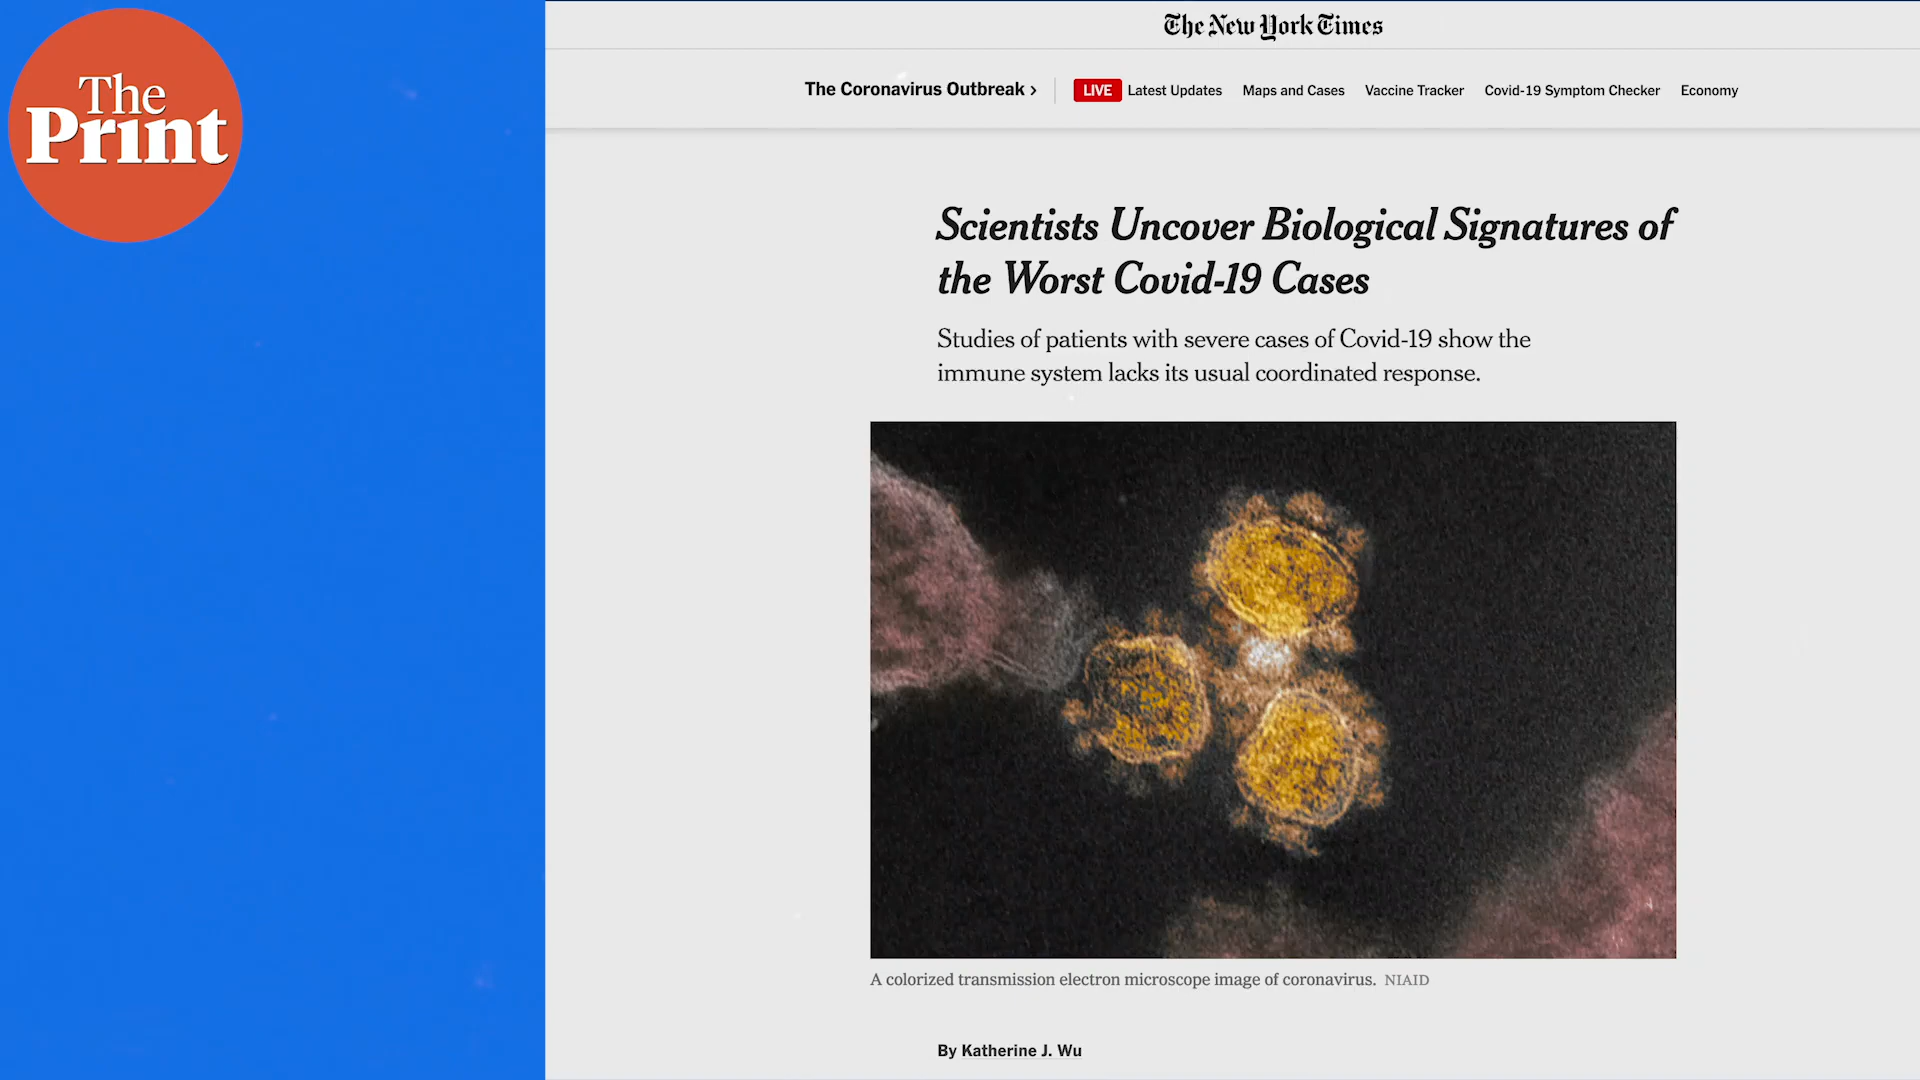 The
Print
The New York Times
The Coronavirus Outbreak ›
LIVE Latest Updates Maps and Cases Vaccine Tracker Covid-19 Symptom Checker Economy
Scientists Uncover Biological Signatures of
the Worst Covid-19 Cases
Studies of patients with severe cases of Covid-19 show the
immune system lacks its usual coordinated response.
A colorized transmission electron microscope image of coronavirus. NIAID
By Katherine J. Wu